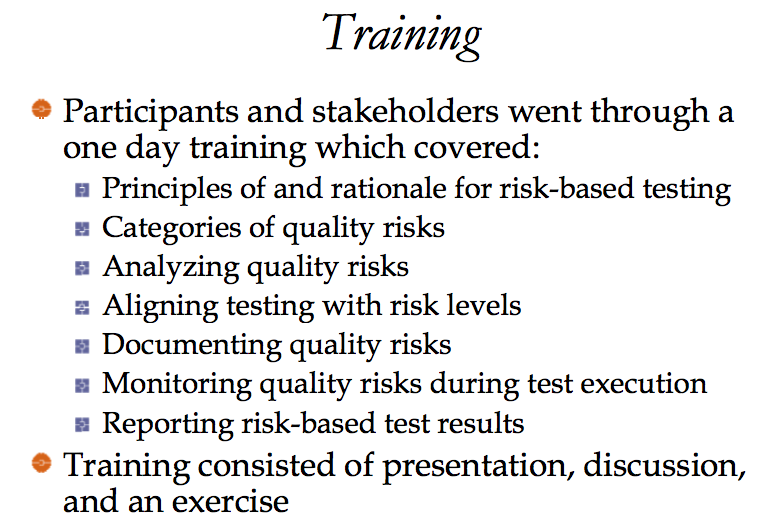 Training
Participants and stakeholders went through a
one day training which covered:
Principles of and rationale for risk-based testing
Categories of quality risks
Analyzing quality risks
Aligning testing with risk levels
Documenting quality risks
Monitoring quality risks during test execution
Reporting risk-based test results
Training consisted of presentation, discussion,
and an exercise